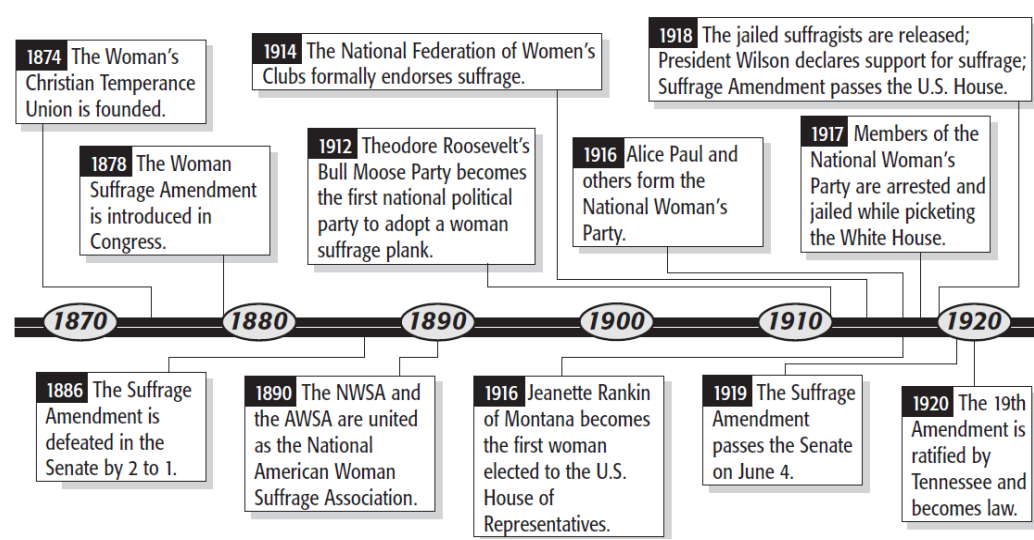 1874 The Woman's
Christian Temperance
Union is founded.
1878 The Woman
Suffrage Amendment
is introduced in
Congress.
1914 The National Federation of Women's
Clubs formally endorses suffrage.
1912 Theodore Roosevelt's
Bull Moose Party becomes
the first national political
party to adopt a woman
suffrage plank.
1916 Alice Paul and
others form the
National Woman's
Party.
1918 The jailed suffragists are released;
President Wilson declares support for suffrage;
Suffrage Amendment passes the U.S. House.
1917 Members of the
National Woman's
Party are arrested and
jailed while picketing
the White House.
1870
1880
1890
1900
1910
1920
1886 The Suffrage
Amendment is
defeated in the
Senate by 2 to 1.
1890 The NWSA and
the AWSA are united
as the National
American Woman
Suffrage Association.
1916 Jeanette Rankin
of Montana becomes
the first woman
elected to the U.S.
House of
Representatives.
1919 The Suffrage
Amendment
passes the Senate
on June 4.
1920 The 19th
Amendment is
ratified by
Tennessee and
becomes law.